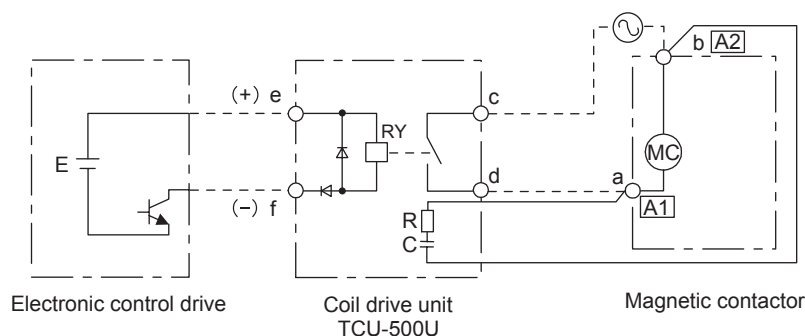 b A2
(+) e
c
RY
E
MC
d
a
(−) f
R
A1
C
Electronic control drive
Coil drive unit
TCU-500U
Magnetic contactor